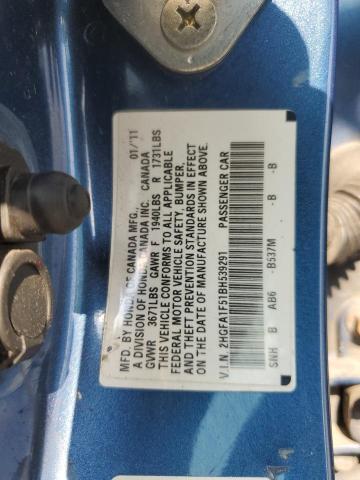 MFD. BY HONDA OF CANADA MFG., 01/'11
A DIVISION OF HONDA CANADA INC. CANADA
GVWR 3671LBS GAWR F 1940LBS R 1731LBS
THIS VEHICLE CONFORMS TO ALL APPLICABLE
FEDERAL MOTOR VEHICLE SAFETY, BUMPER,
AND THEFT PREVENTION STANDARDS IN EFFECT
ON THE DATE OF MANUFACTURE SHOWN ABOVE.
V.I.N. 2HGFA1F51BH539291 PASSENGER CAR
SNH B AB6 -B537M -B -B